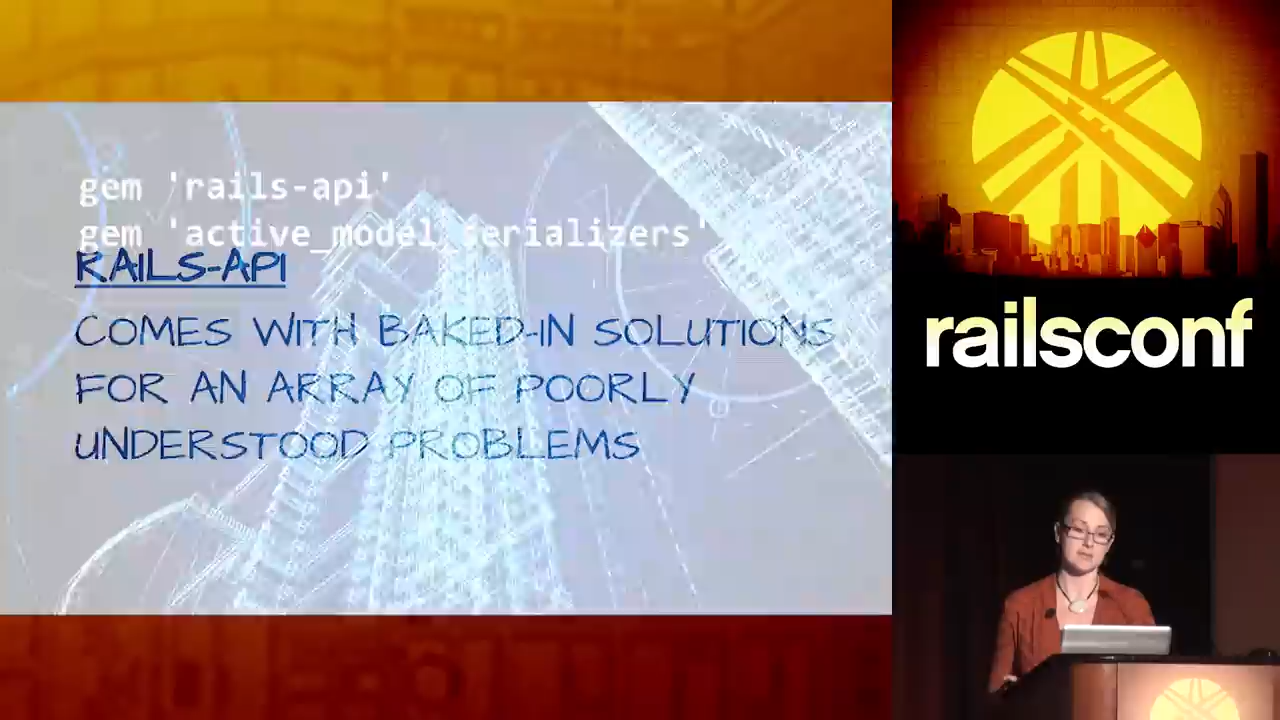 gem 'rails-api'
gem 'active_model_serializers'
RAILS-API
COMES WITH BAKED-IN SOLUTIONS
FOR AN ARRAY OF POORLY
UNDERSTOOD PROBLEMS
railsconf